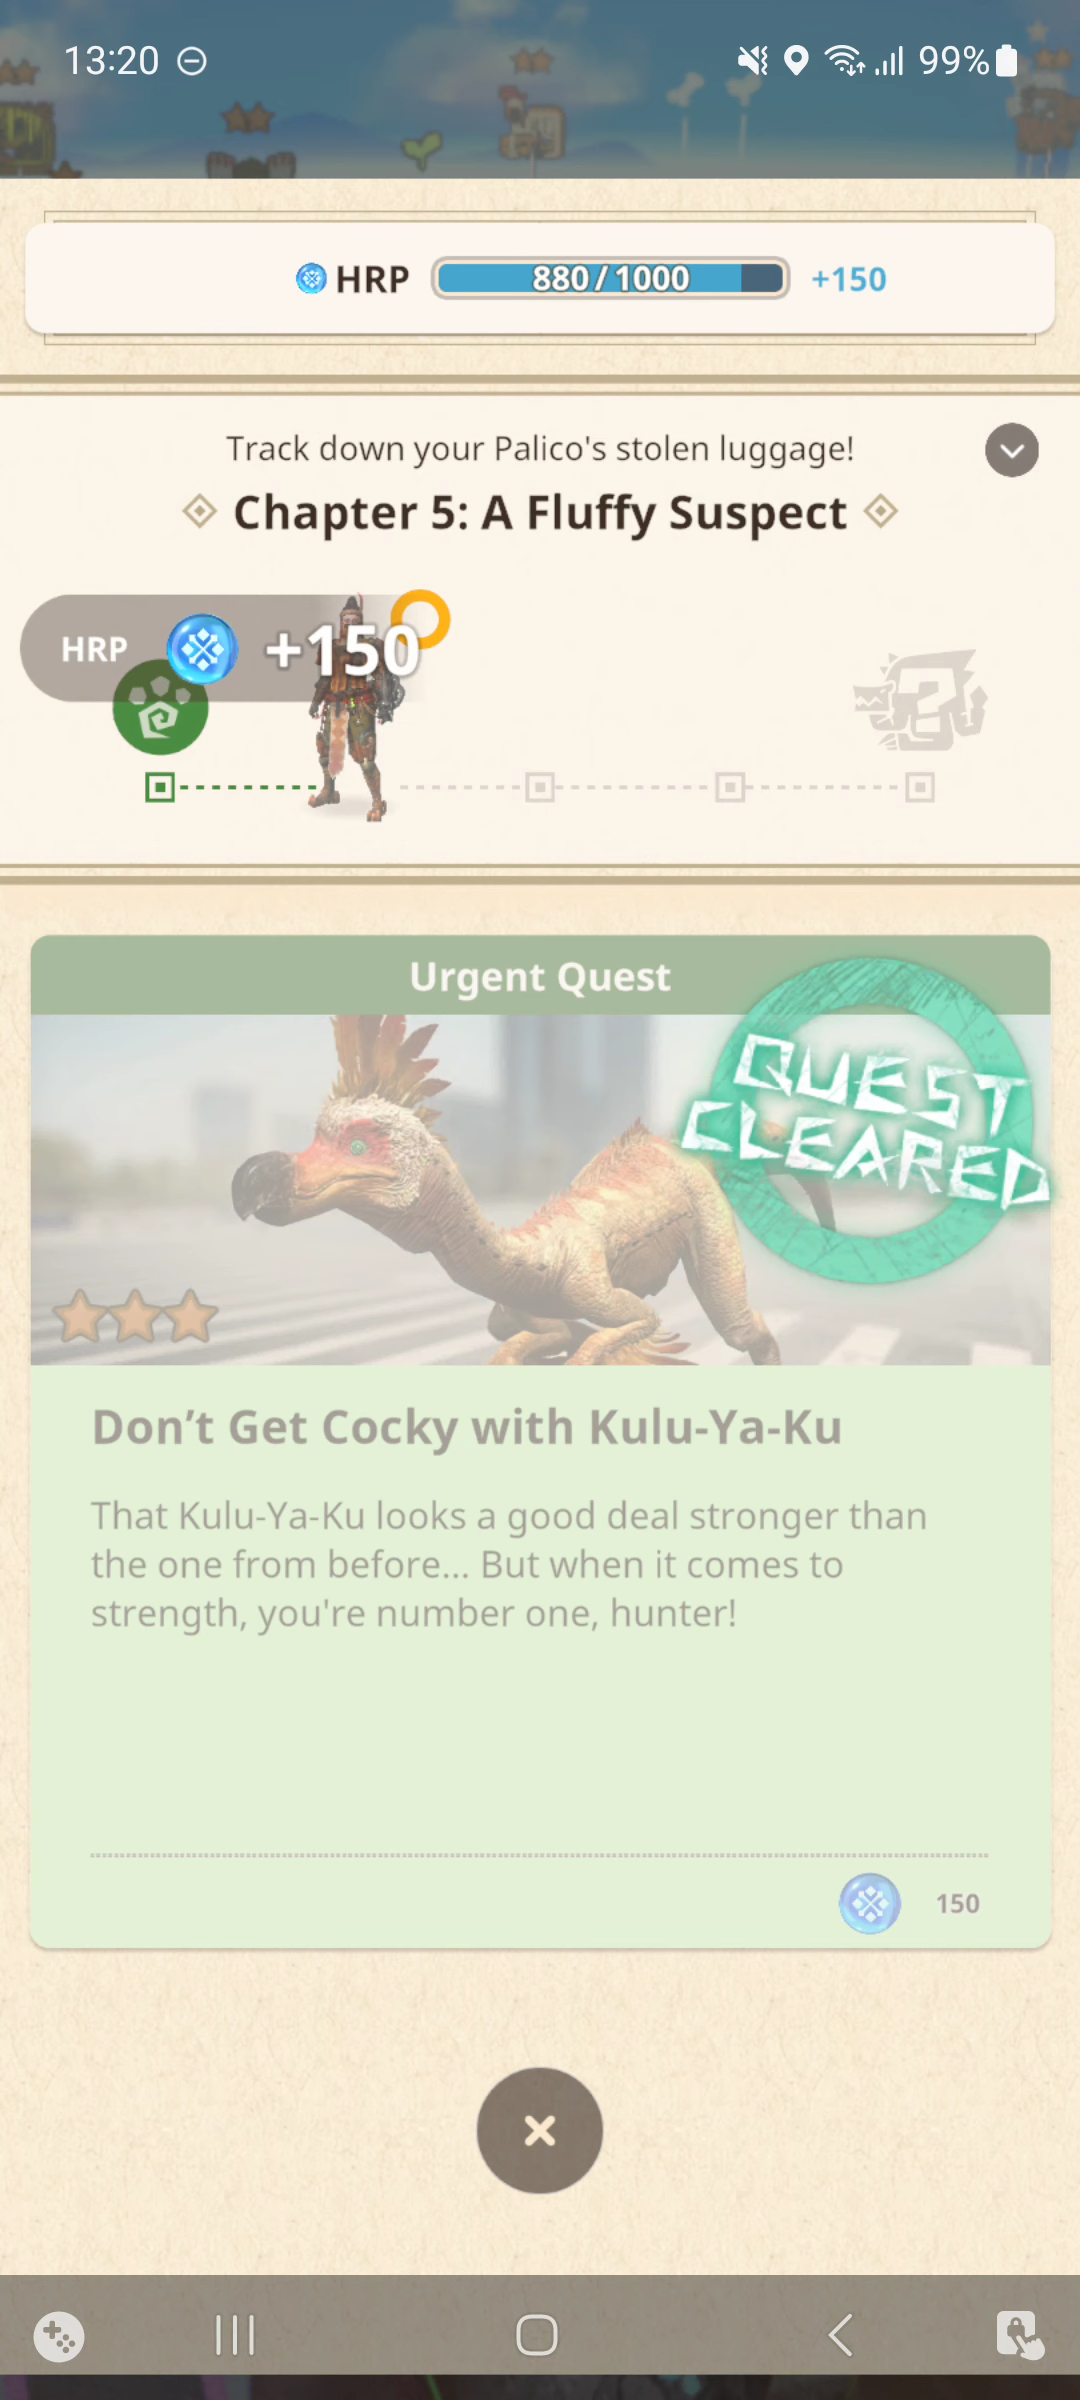 13:20
99%
HRP 880/1000 +150
Track down your Palico's stolen luggage!
Chapter 5: A Fluffy Suspect
HRP +150
Urgent Quest
QUEST
CLEARED
Don’t Get Cocky with Kulu-Ya-Ku
That Kulu-Ya-Ku looks a good deal stronger than
the one from before... But when it comes to
strength, you're number one, hunter!
150